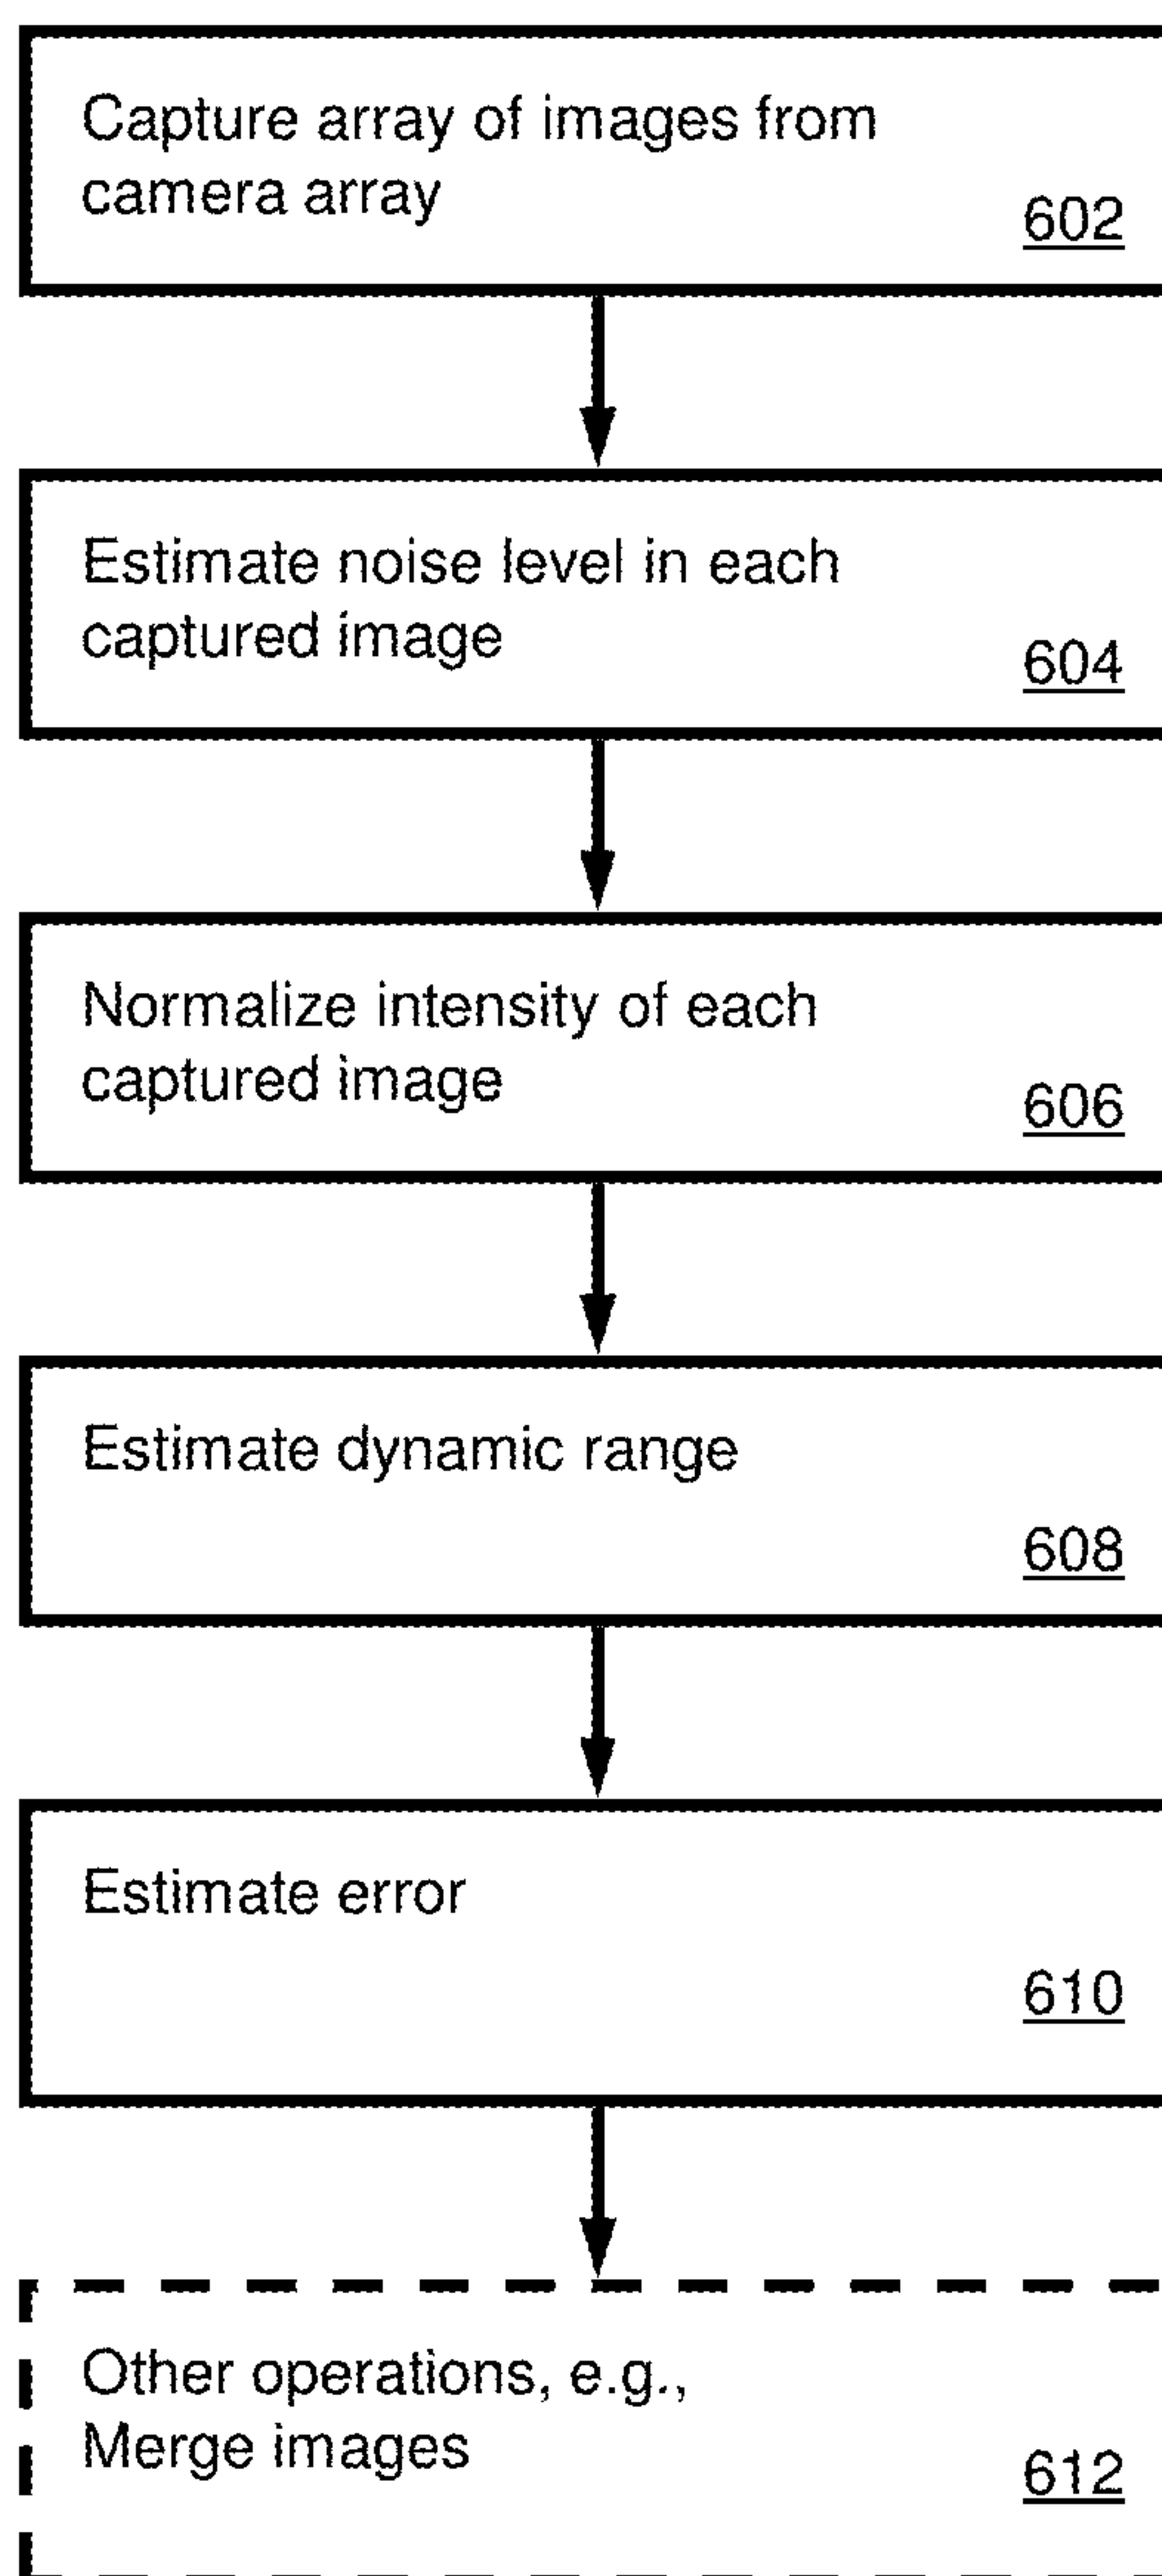 Capture array of images from
camera array
602
Estimate noise level in each
captured image
604
Normalize intensity of each
captured image
606
Estimate dynamic range
608
Estimate error
610
Other operations, e.g.,
Merge images
612